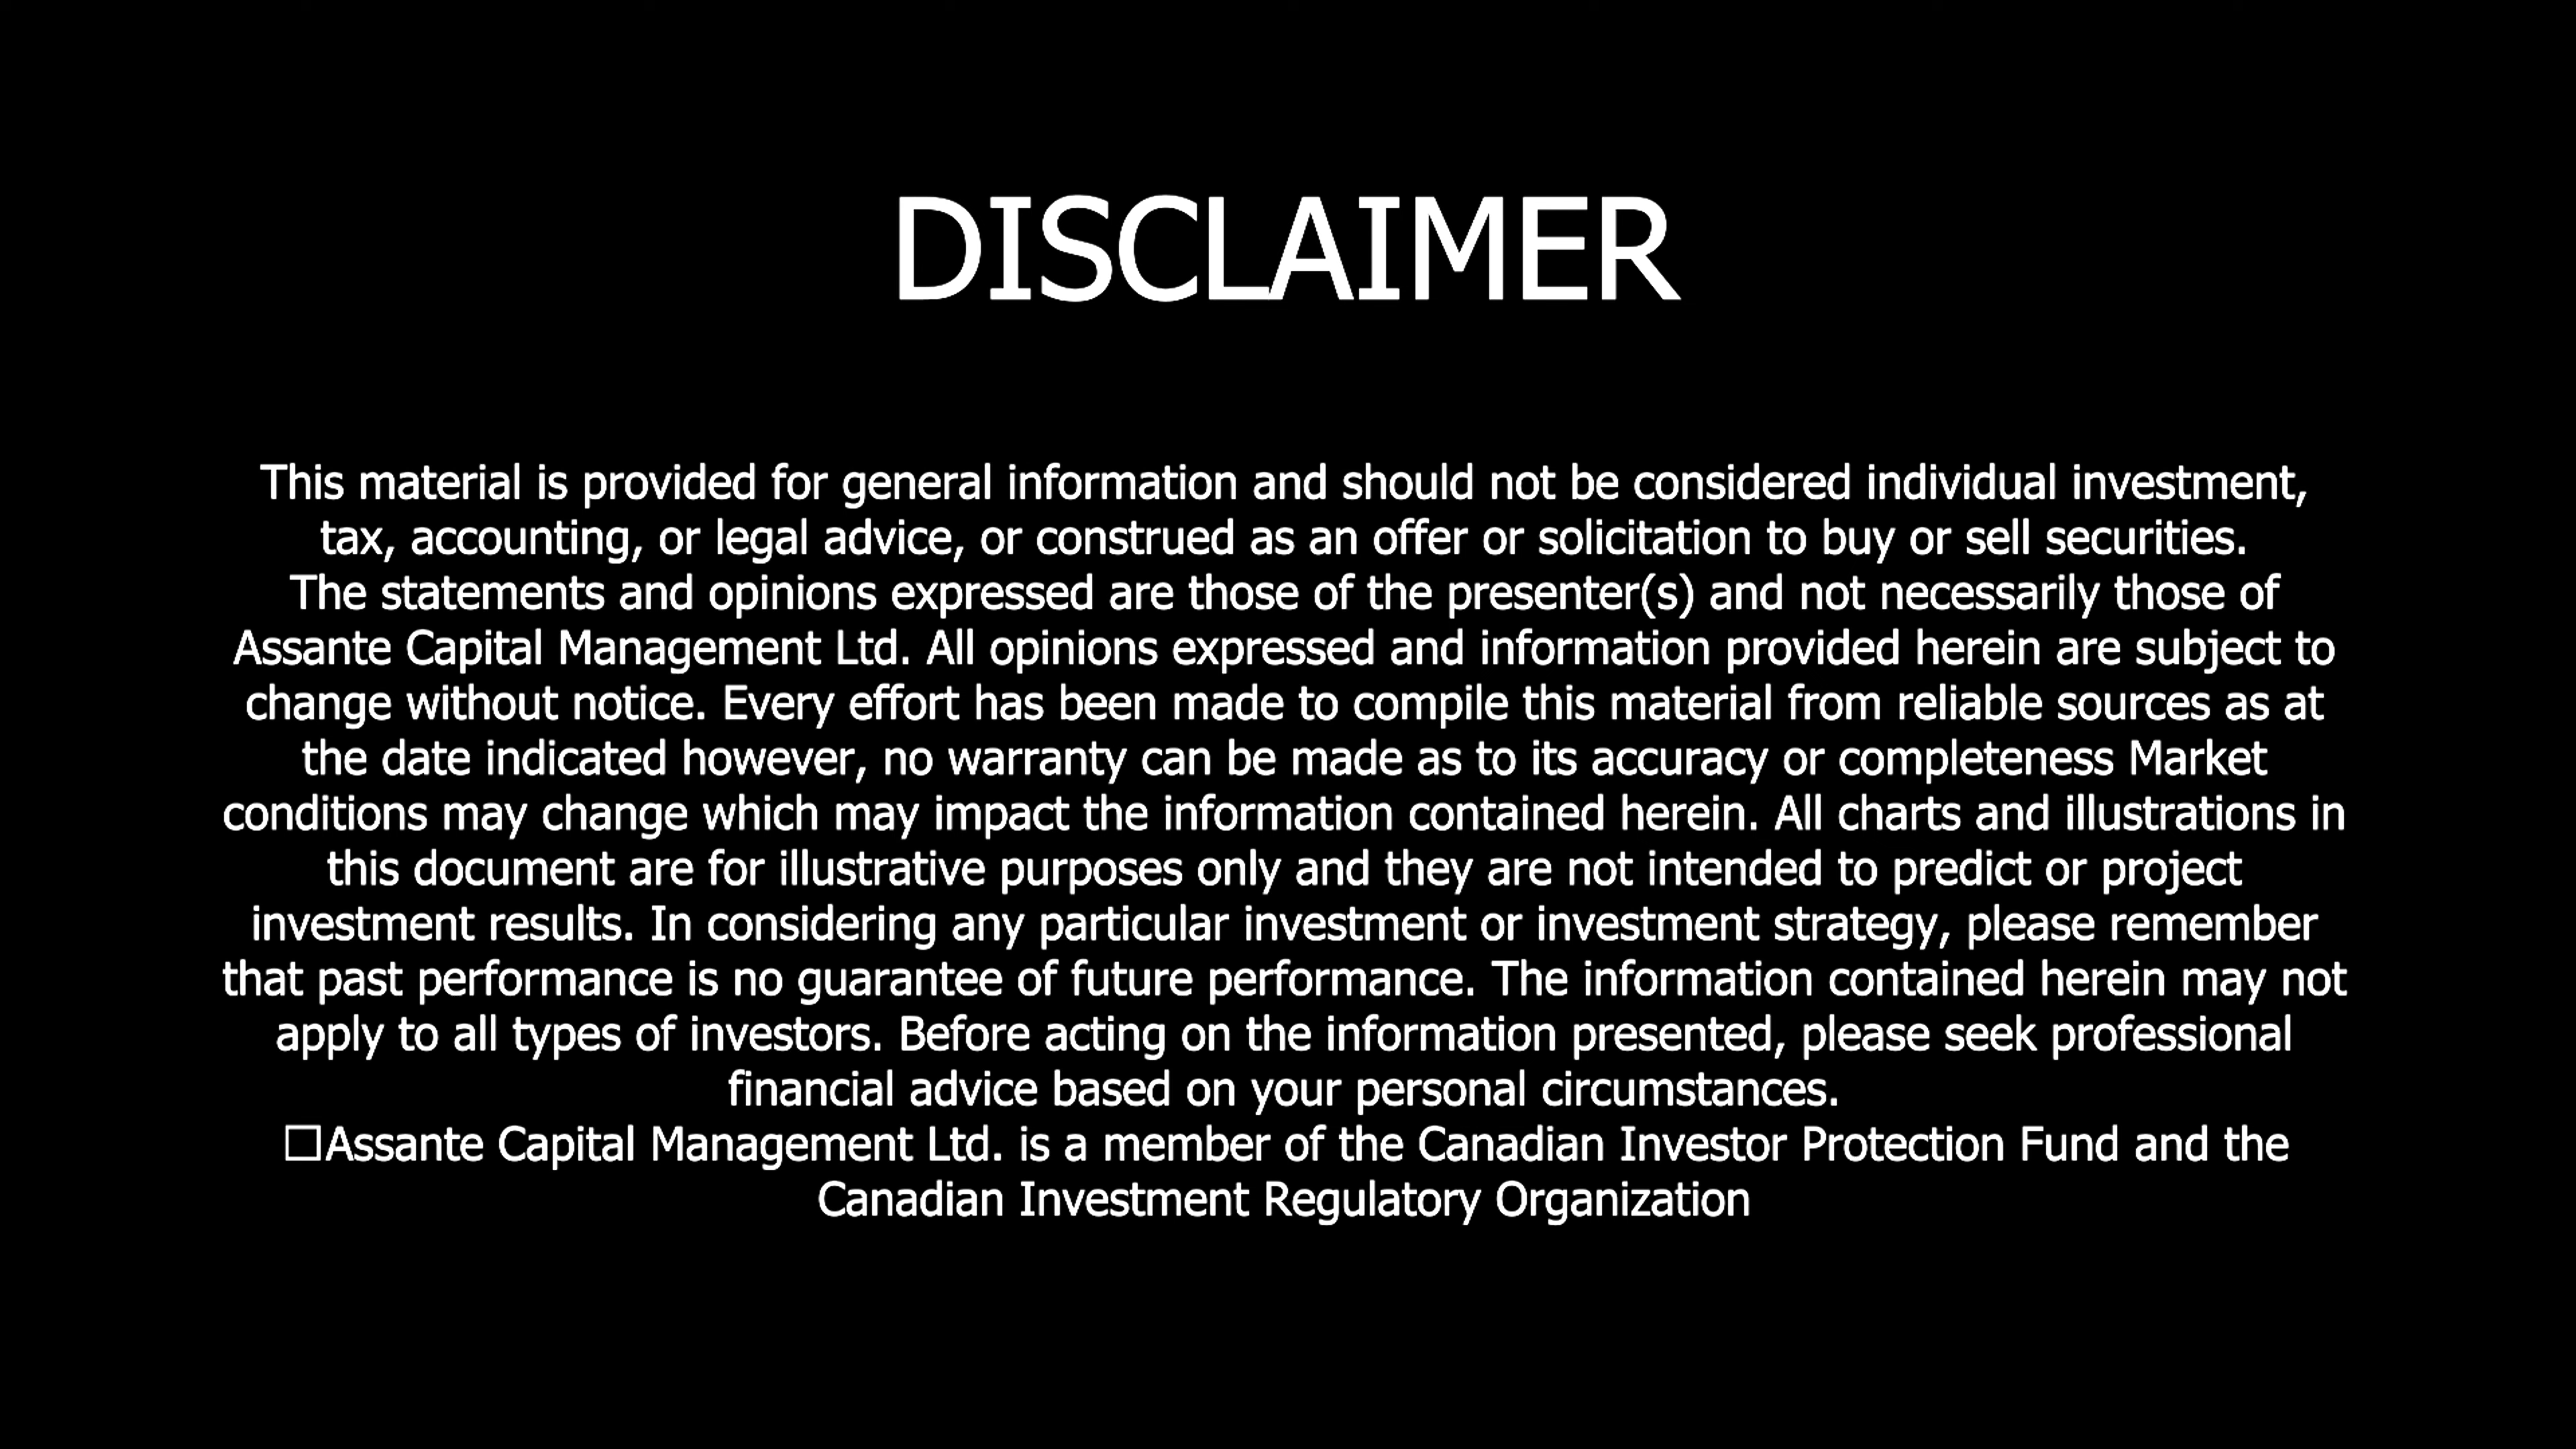 DISCLAIMER
This material is provided for general information and should not be considered individual investment,
tax, accounting, or legal advice, or construed as an offer or solicitation to buy or sell securities.
The statements and opinions expressed are those of the presenter(s) and not necessarily those of
Assante Capital Management Ltd. All opinions expressed and information provided herein are subject to
change without notice. Every effort has been made to compile this material from reliable sources as at
the date indicated however, no warranty can be made as to its accuracy or completeness Market
conditions may change which may impact the information contained herein. All charts and illustrations in
this document are for illustrative purposes only and they are not intended to predict or project
investment results. In considering any particular investment or investment strategy, please remember
that past performance is no guarantee of future performance. The information contained herein may not
apply to all types of investors. Before acting on the information presented, please seek professional
financial advice based on your personal circumstances.
□Assante Capital Management Ltd. is a member of the Canadian Investor Protection Fund and the
Canadian Investment Regulatory Organization